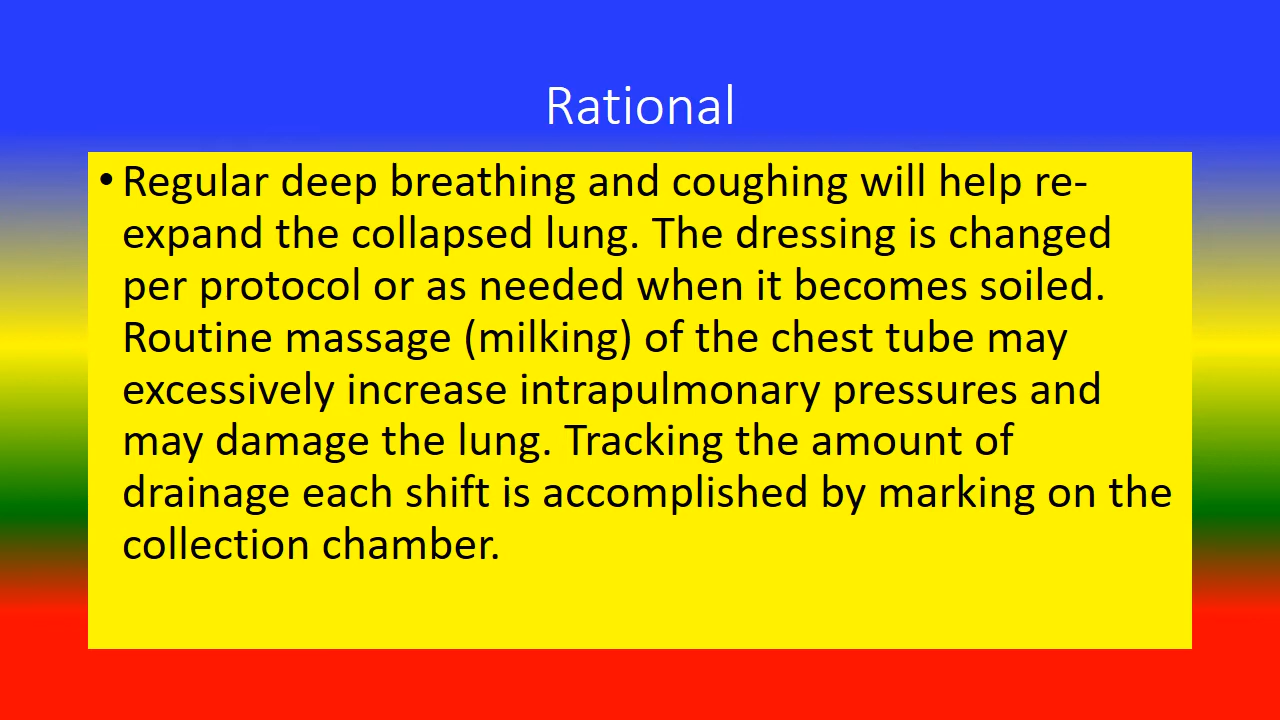 Rational
• Regular deep breathing and coughing will help re-
expand the collapsed lung. The dressing is changed
per protocol or as needed when it becomes soiled.
Routine massage (milking) of the chest tube may
excessively increase intrapulmonary pressures and
may damage the lung. Tracking the amount of
drainage each shift is accomplished by marking on the
collection chamber.